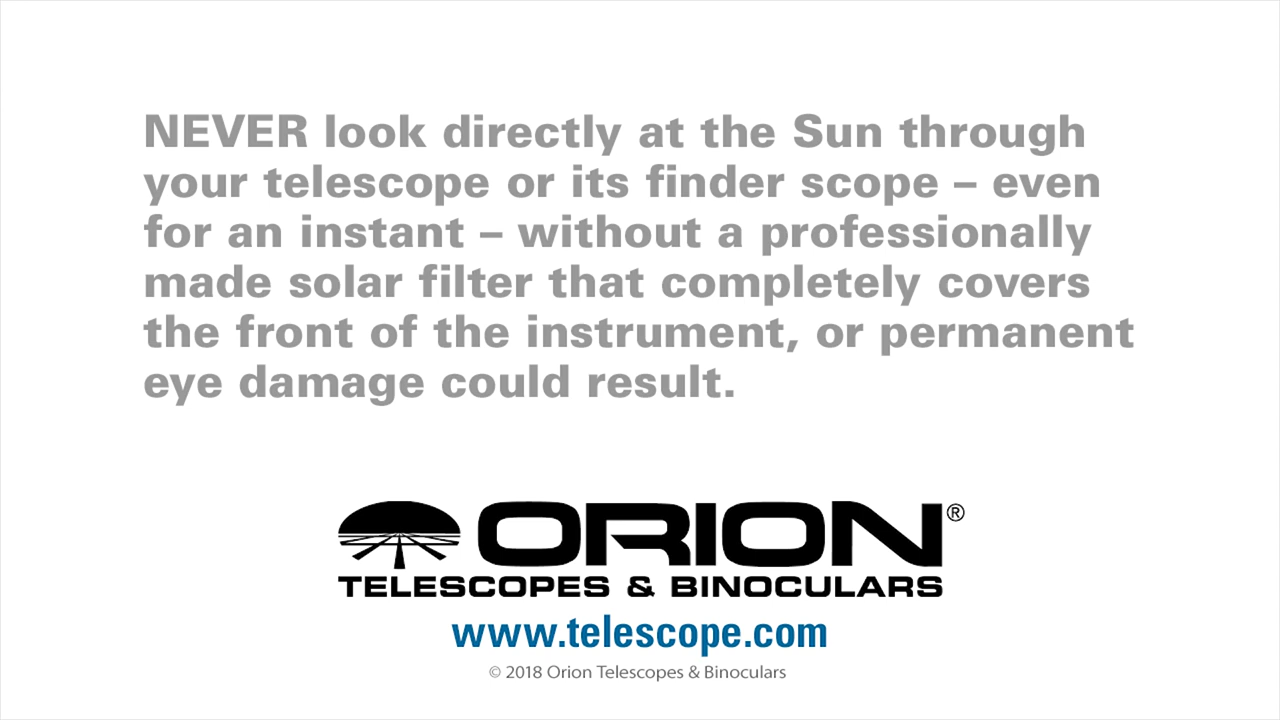 NEVER look directly at the Sun through
your telescope or its finder scope – even
for an instant – without a professionally
made solar filter that completely covers
the front of the instrument, or permanent
eye damage could result.
ORION®
TELESCOPES & BINOCULARS
www.telescope.com
© 2018 Orion Telescopes & Binoculars